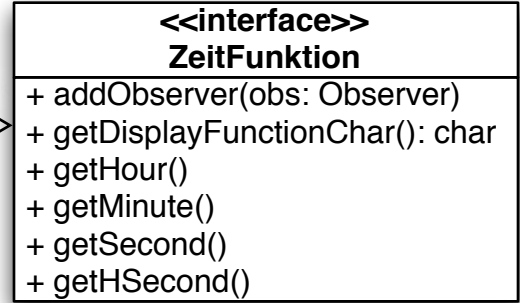 <<interface>>
ZeitFunktion
+ addObserver(obs: Observer)
+ getDisplayFunctionChar(): char
+ getHour()
+ getMinute()
+ getSecond()
+ getHSecond()